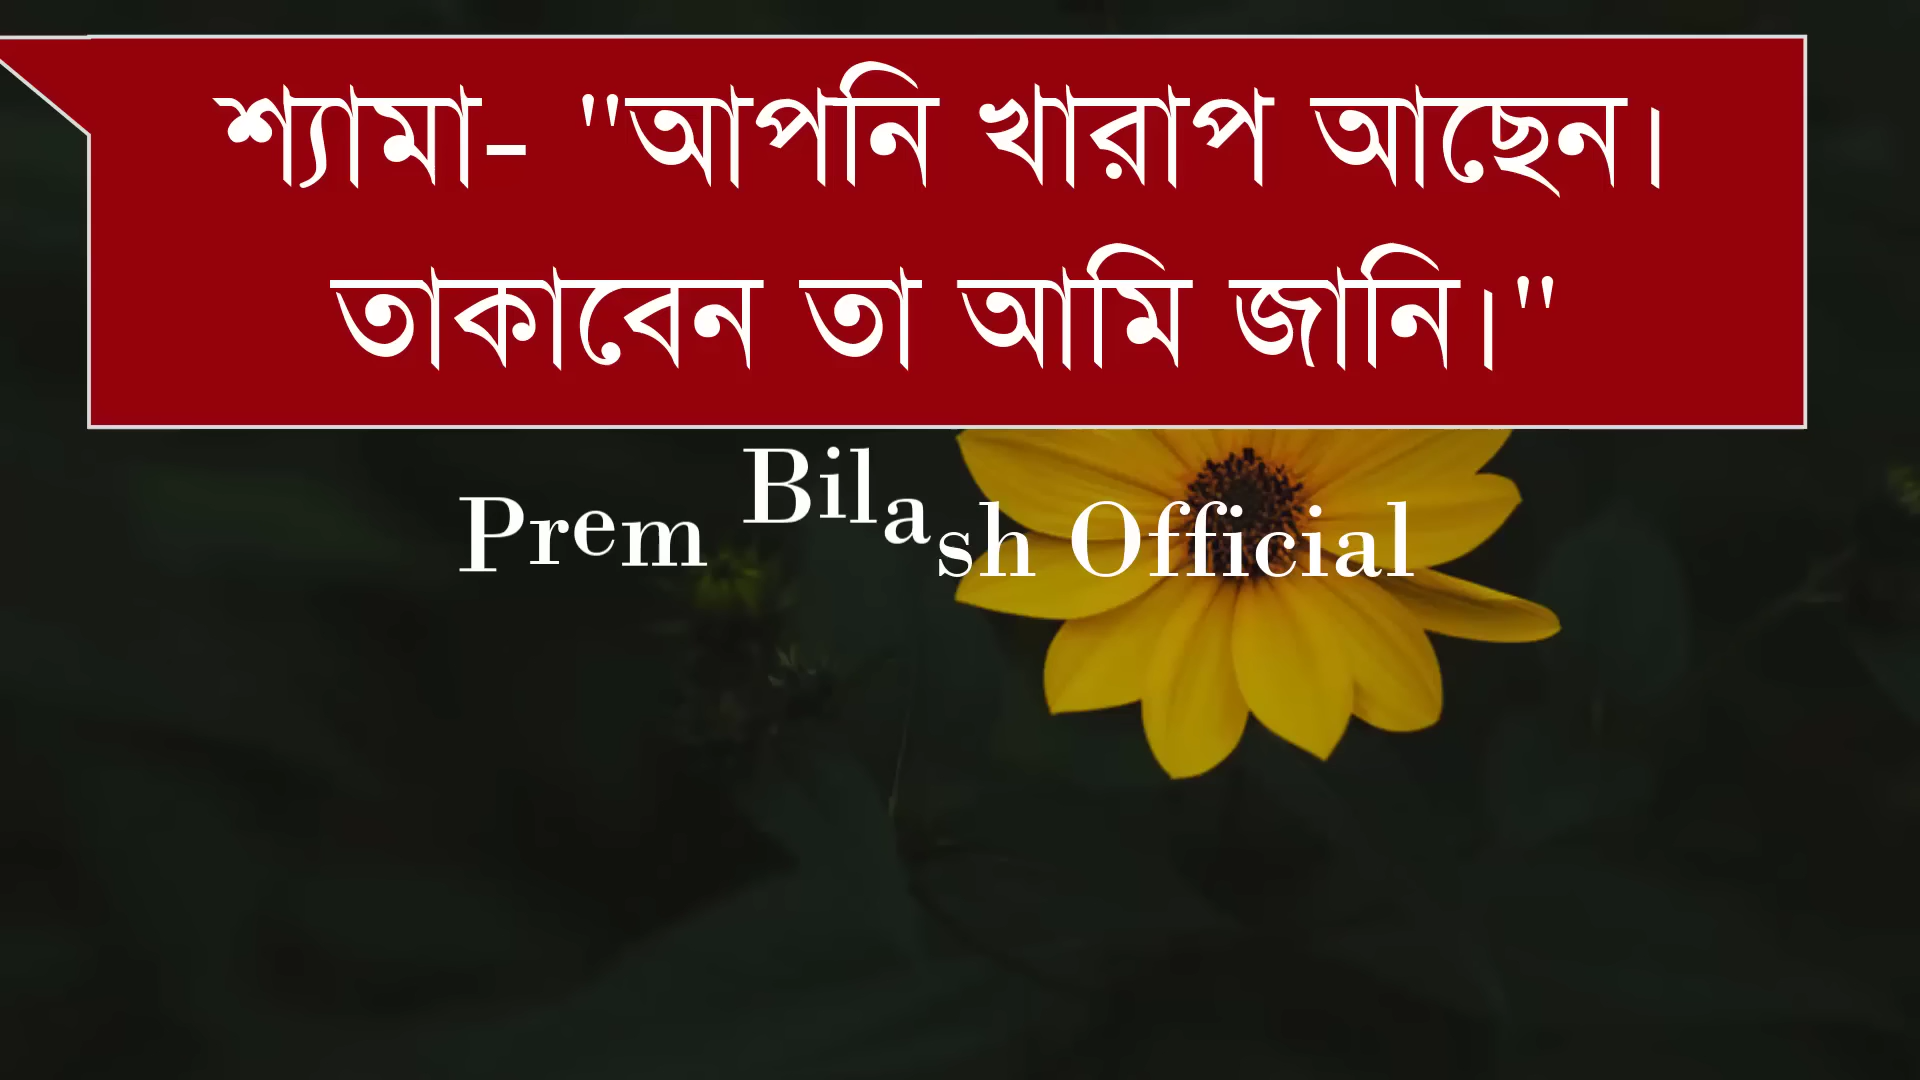 শ্যামা- "আপনি খারাপ আছেন।
তাকাবেন তা আমি জানি।"
Prem Bilash Official